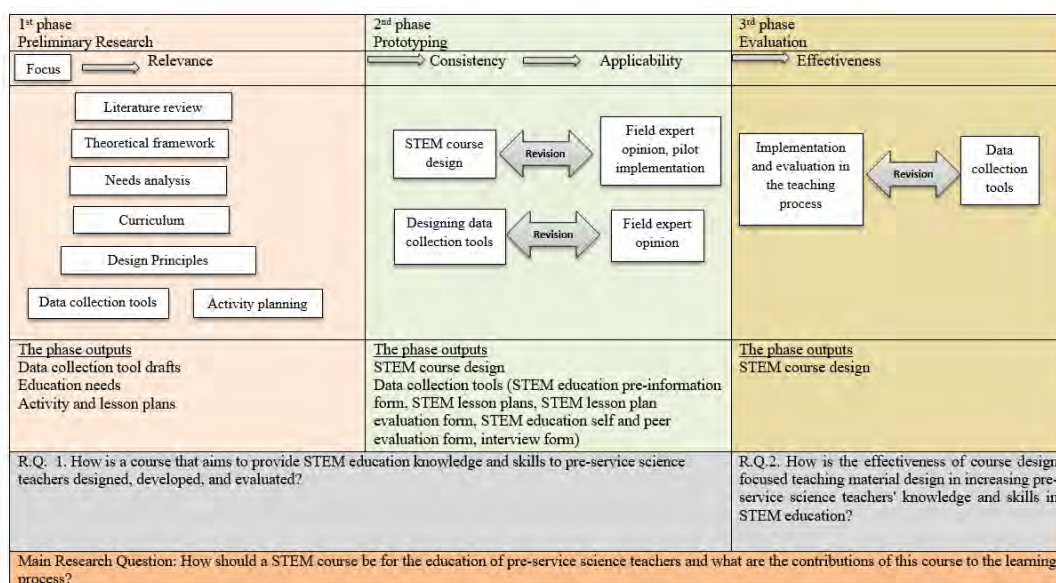 1st phase
Preliminary Research
2nd phase
Prototyping
3rd phase
Evaluation
Focus
Relevance
Consistency
Applicability
Effectiveness
Literature review
Theoretical framework
Needs analysis
Curriculum
Design Principles
Data collection tools
Activity planning
STEM course
design
Revision
Field expert
opinion, pilot
implementation
Designing data
collection tools
Revision
Field expert
opinion
Implementation
and evaluation in
the teaching
process
Revision
Data
collection
tools
The phase outputs
Data collection tool drafts
Education needs
Activity and lesson plans
The phase outputs
STEM course design
Data collection tools (STEM education pre-information
form, STEM lesson plans, STEM lesson plan
evaluation form, STEM education self and peer
evaluation form, interview form)
The phase outputs
STEM course design
R.Q. 1. How is a course that aims to provide STEM education knowledge and skills to pre-service science
teachers designed, developed, and evaluated?
R.Q.2. How is the effectiveness of course design
focused teaching material design in increasing pre-
service science teachers' knowledge and skills in
STEM education?
Main Research Question: How should a STEM course be for the education of pre-service science teachers and what are the contributions of this course to the learning
process?